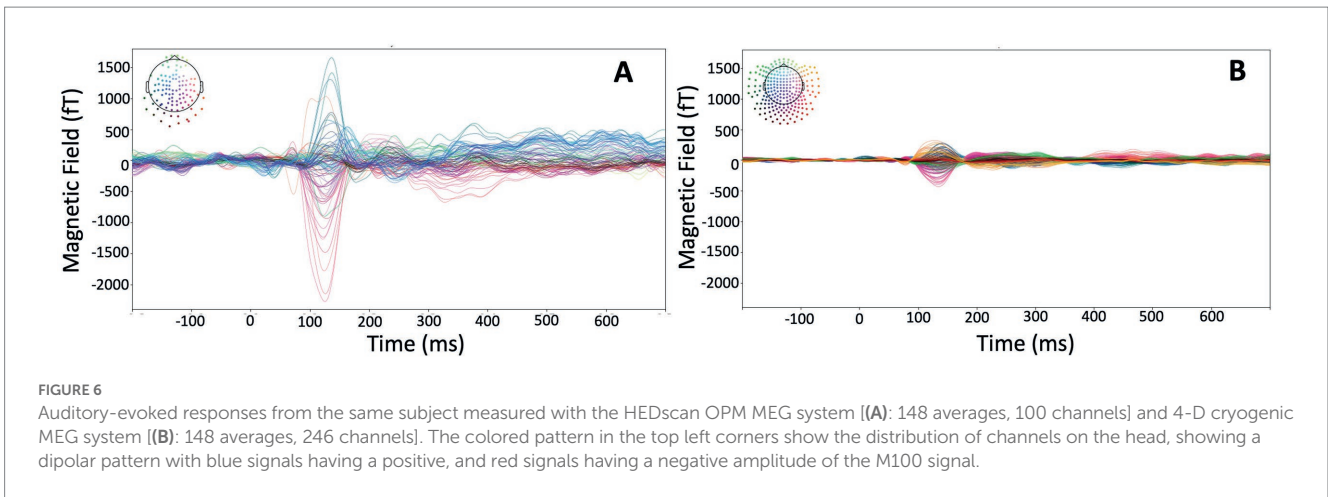 A
B
Magnetic Field (fT)
1500
1000
500
0
-500
-1000
-1500
-2000
-100 0 100 200 300 400 500 600
Time (ms)
Magnetic Field (fT)
1500
1000
500
0
-500
-1000
-1500
-2000
-100 0 100 200 300 400 500 600
Time (ms)
FIGURE 6
Auditory-evoked responses from the same subject measured with the HEDscan OPM MEG system [(A): 148 averages, 100 channels] and 4-D cryogenic
MEG system [(B): 148 averages, 246 channels]. The colored pattern in the top left corners show the distribution of channels on the head, showing a
dipolar pattern with blue signals having a positive, and red signals having a negative amplitude of the M100 signal.